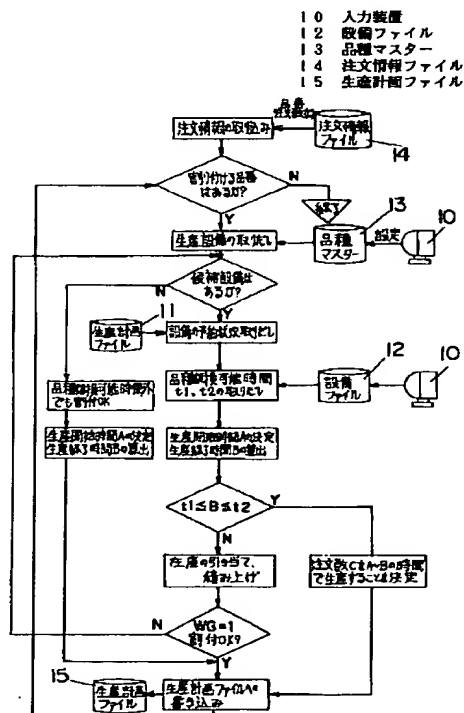 10 入力装置
12 設備ファイル
13 品種マスター
14 注文情報ファイル
15 生産計画ファイル
品番
注文情報の取込み
注文情報
ファイル
14
割り付ける品番
はあるか?
N
Y
終了
13
10
生産設備の取出し
品種
マスター
設定
候補設備は
あるか?
N
Y
11
生産計画
ファイル
設備の予約状況取りだし
12
10
品種切換可能時間
t1、t2の取りだし
設備
ファイル
品種切換可能時間外
でも割付OK
生産開始時間Aの決定
生産終了時間Bの算出
生産開始時間Aの決定
生産終了時間Bの算出
t1≦B≦t2
Y
N
在庫の引当て、
積み上げ
注文数CをA~Bの時間
で生産することを決定
N
WG=1
割付OK?
Y
15
生産計画
ファイル
生産計画ファイルへ
書き込み